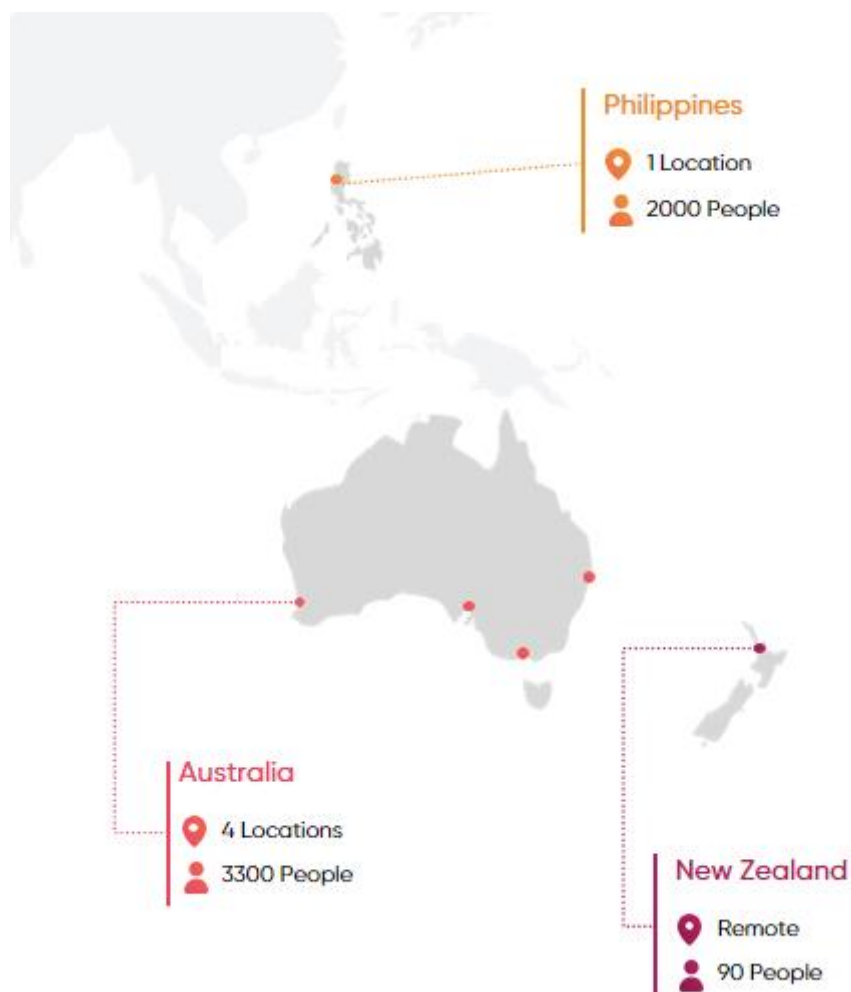 Philippines
1 Location
2000 People
Australia
4 Locations
3300 People
New Zealand
Remote
90 People